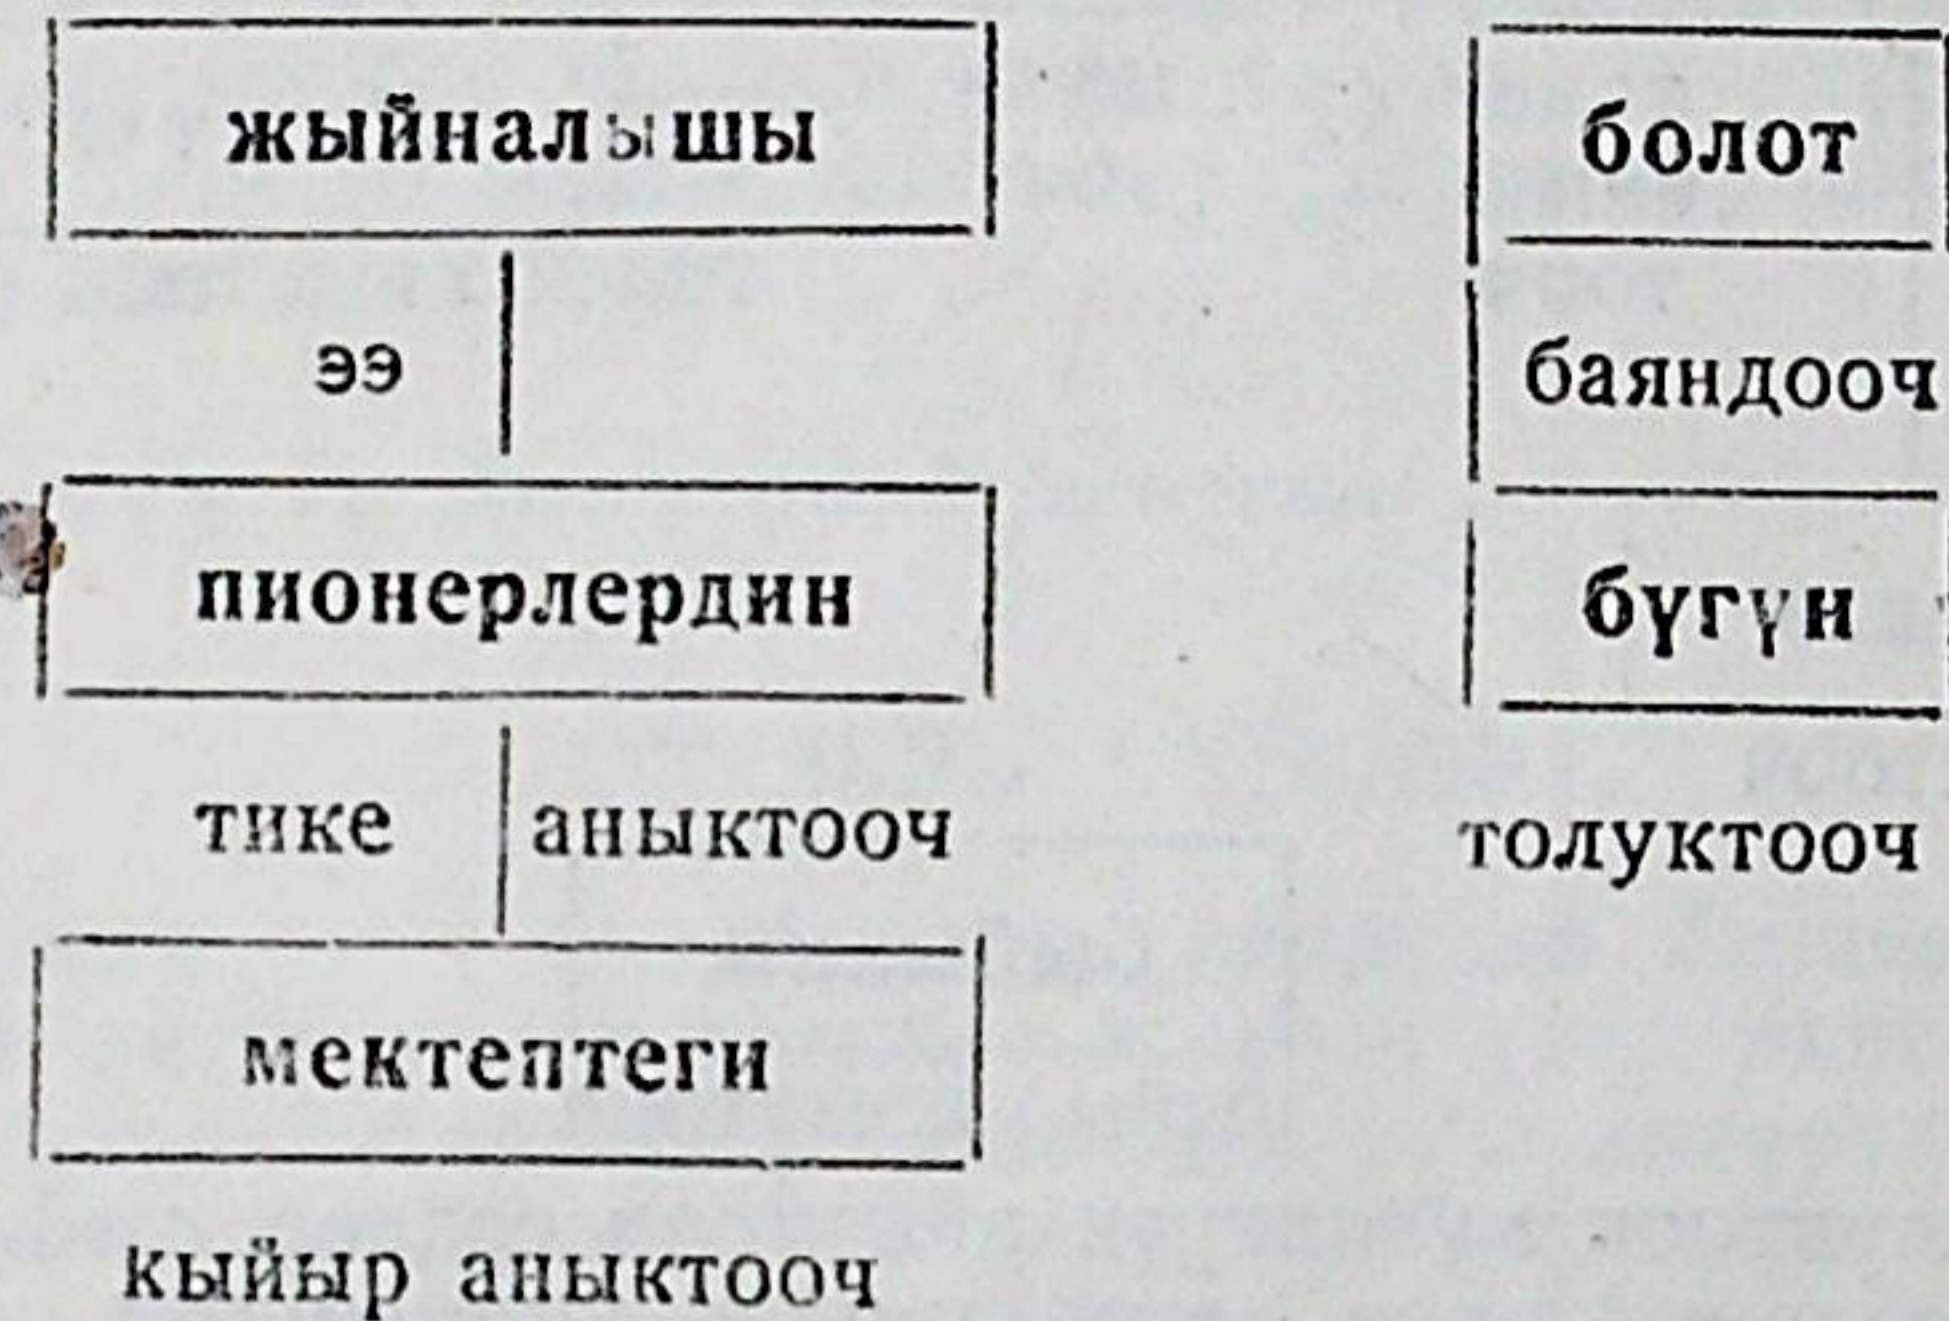 жыйналышы
ээ
пионерлердин
тике аныктооч
мектептеги
кыйыр аныктооч
болот
баяндооч
бүгүн
толуктооч